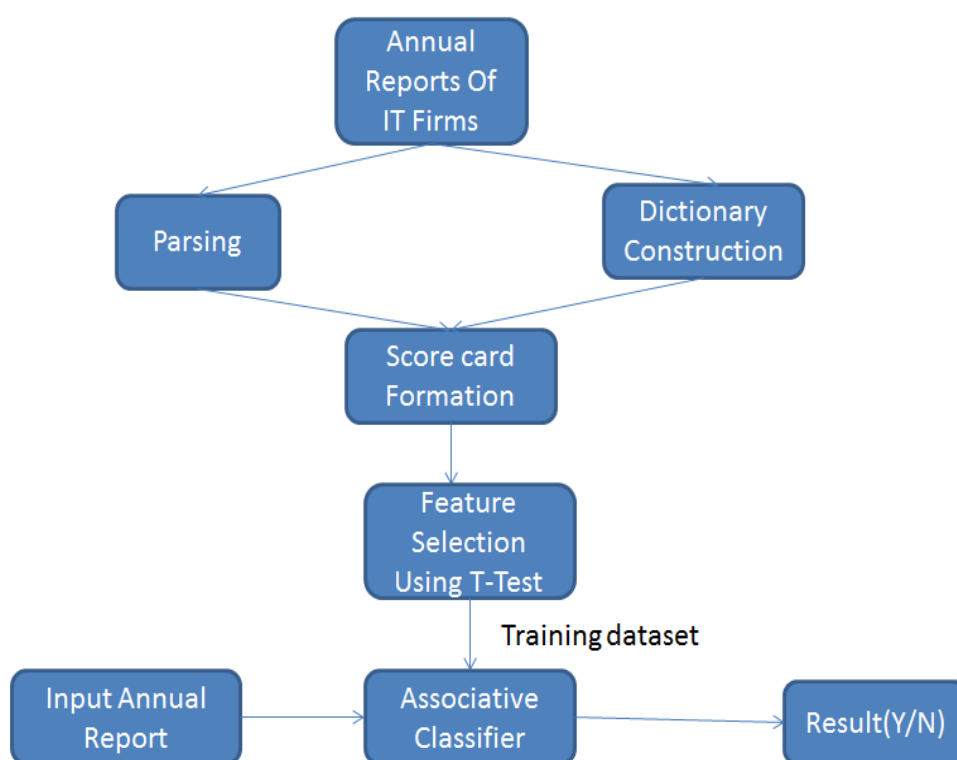 Annual
Reports Of
IT Firms
Parsing
Dictionary
Construction
Score card
Formation
Feature
Selection
Using T-Test
Training dataset
Input Annual
Report
Associative
Classifier
Result(Y/N)